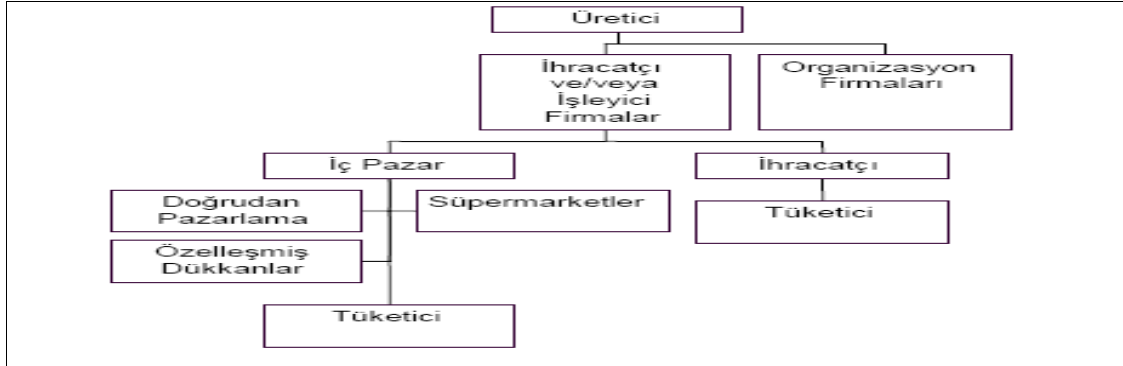 Üretici
İhracatçı
ve/veya
İşleyici
Firmalar
Organizasyon
Firmaları
İç Pazar
İhracatçı
Doğrudan
Pazarlama
Süpermarketler
Tüketici
Özelleşmiş
Dükkanlar
Tüketici